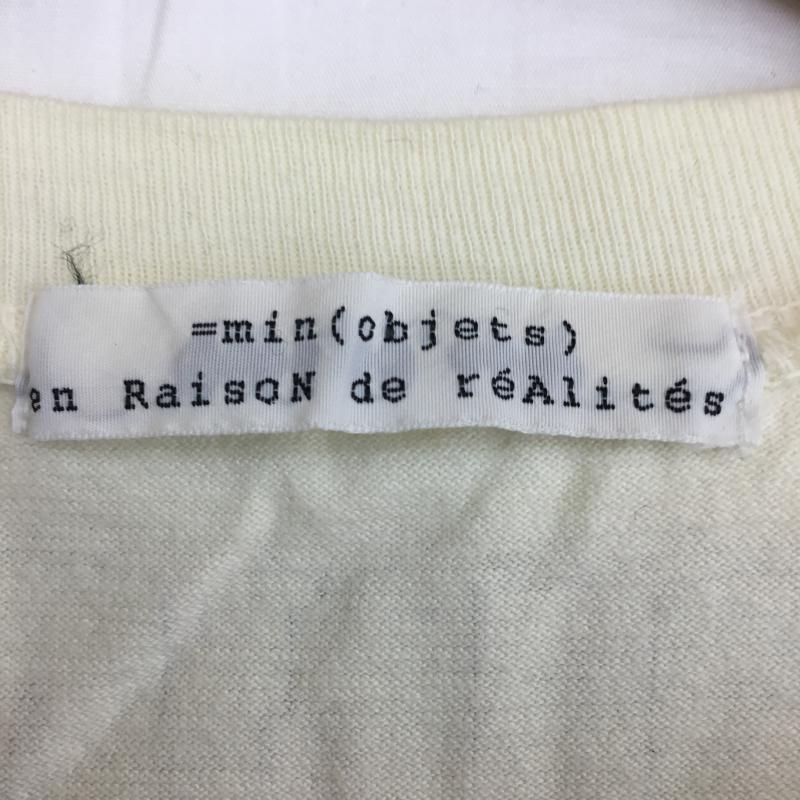 =min(objets)
en RaisoN de réAlités